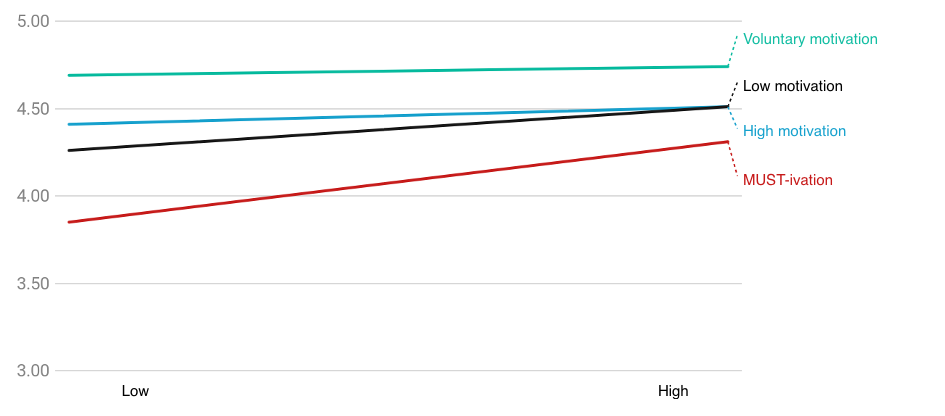 5.00
Voluntary motivation
Low motivation
4.50
High motivation
MUST-ivation
4.00
3.50
3.00
Low High